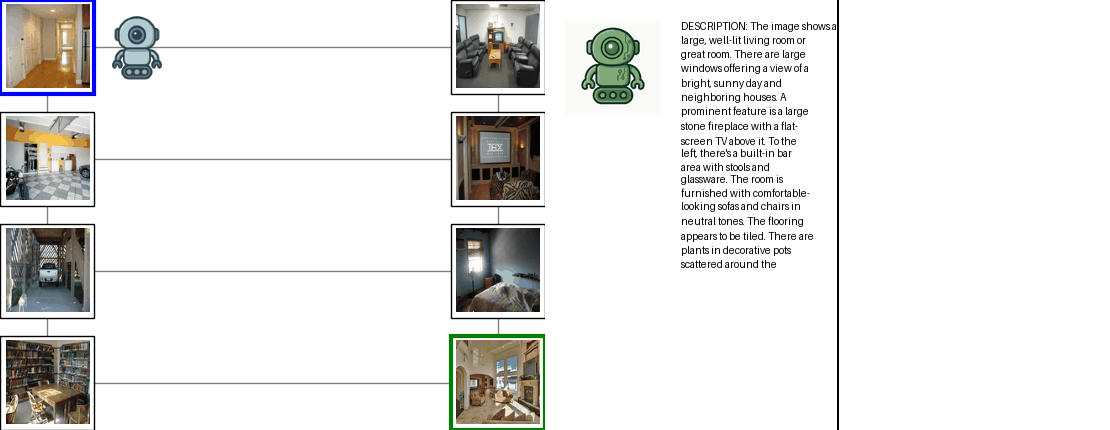 DESCRIPTION: The image shows a
large, well-lit living room or
great room. There are large
windows offering a view of a
bright, sunny day and
neighboring houses. A
prominent feature is a large
stone fireplace with a flat-
screen TV above it. To the
left, there's a built-in bar
area with stools and
glassware. The room is
furnished with comfortable-
looking sofas and chairs in
neutral tones. The flooring
appears to be tiled. There are
plants in decorative pots
scattered around the
THX